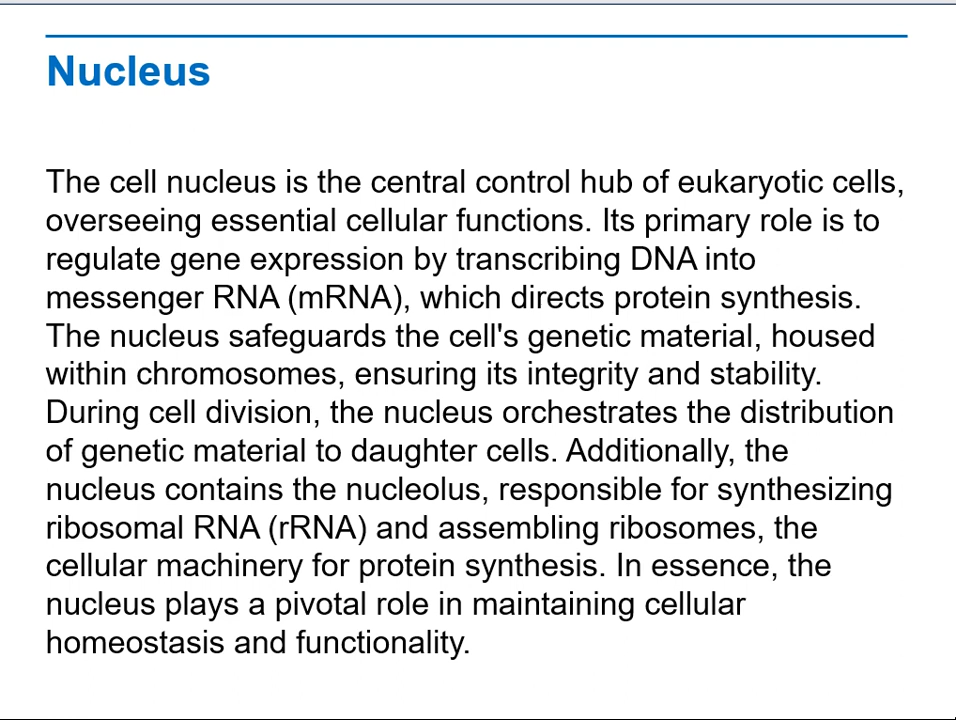 Nucleus
The cell nucleus is the central control hub of eukaryotic cells,
overseeing essential cellular functions. Its primary role is to
regulate gene expression by transcribing DNA into
messenger RNA (mRNA), which directs protein synthesis.
The nucleus safeguards the cell's genetic material, housed
within chromosomes, ensuring its integrity and stability.
During cell division, the nucleus orchestrates the distribution
of genetic material to daughter cells. Additionally, the
nucleus contains the nucleolus, responsible for synthesizing
ribosomal RNA (rRNA) and assembling ribosomes, the
cellular machinery for protein synthesis. In essence, the
nucleus plays a pivotal role in maintaining cellular
homeostasis and functionality.